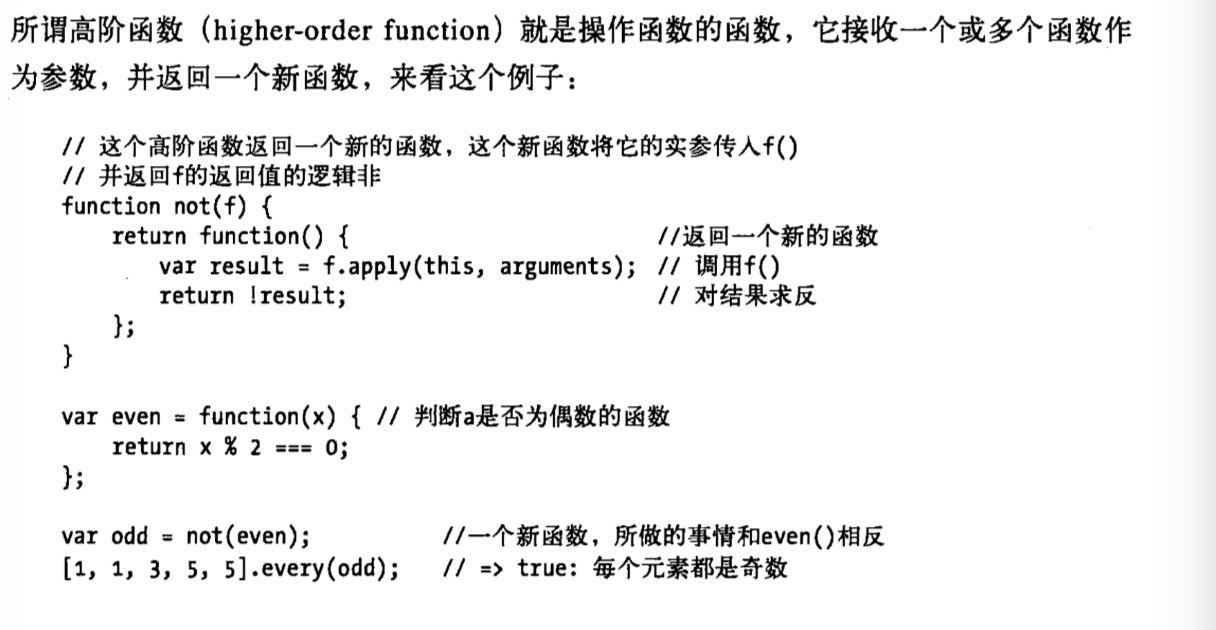 所谓高阶函数（higher-order function）就是操作函数的函数，它接收一个或多个函数作
为参数，并返回一个新函数，来看这个例子：
// 这个高阶函数返回一个新的函数，这个新函数将它的实参传入f()
// 并返回f的返回值的逻辑非
function not(f) {
    return function() {                         //返回一个新的函数
        var result = f.apply(this, arguments);  // 调用f()
        return !result;                         // 对结果求反
    };
}
var even = function(x) { // 判断a是否为偶数的函数
    return x % 2 === 0;
};
var odd = not(even);           //一个新函数，所做的事情和even()相反
[1, 1, 3, 5, 5].every(odd);    // => true: 每个元素都是奇数